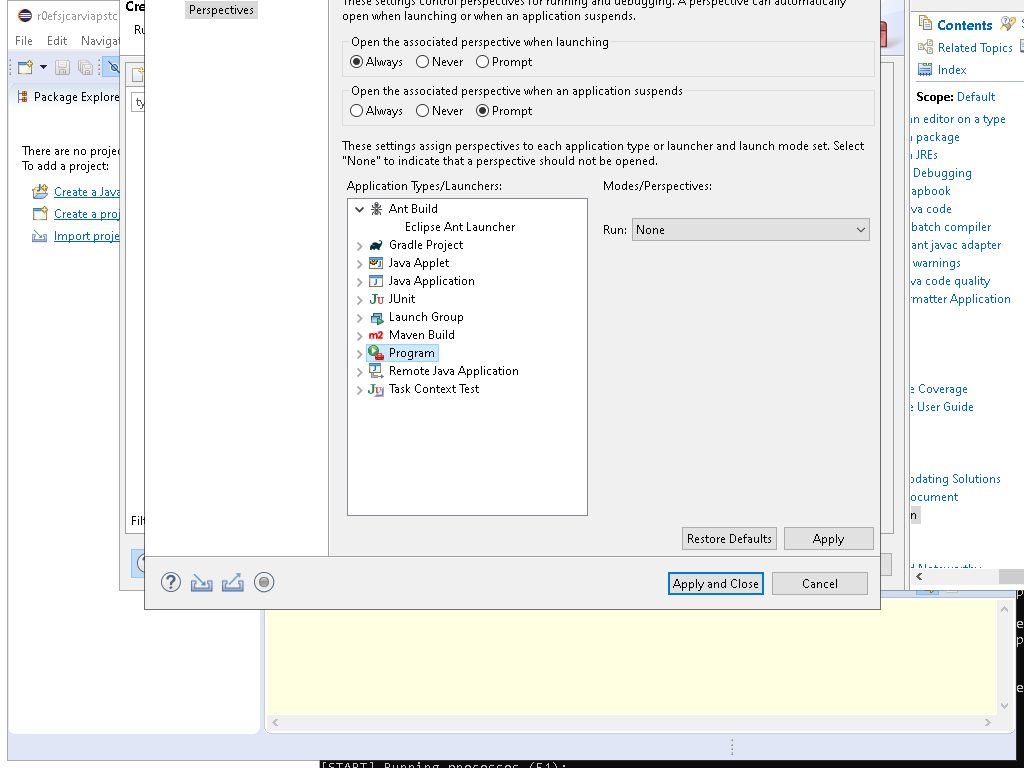 r0efsjcarviapstc
File Edit Navigat
Package Explore
There are no projec
To add a project:
Create a Java
Create a proj
Import proje
Cre
Ru
ty
Filt
Perspectives
These settings control perspectives for running and debugging. A perspective can automatically
open when launching or when an application suspends.
Open the associated perspective when launching
Always Never Prompt
Open the associated perspective when an application suspends
Always Never Prompt
These settings assign perspectives to each application type or launcher and launch mode set. Select
"None" to indicate that a perspective should not be opened.
Application Types/Launchers:
Modes/Perspectives:
Ant Build
Eclipse Ant Launcher
Gradle Project
Java Applet
Java Application
JUnit
Launch Group
Maven Build
Program
Remote Java Application
Task Context Test
Run: None
Restore Defaults Apply
Apply and Close Cancel
Contents
Related Topics
Index
Scope: Default
n editor on a type
package
JREs
Debugging
apbook
va code
batch compiler
ant javac adapter
warnings
va code quality
rmatter Application
e Coverage
e User Guide
dating Solutions
ocument
n
d Noteworthy
[START] Running processes (51):